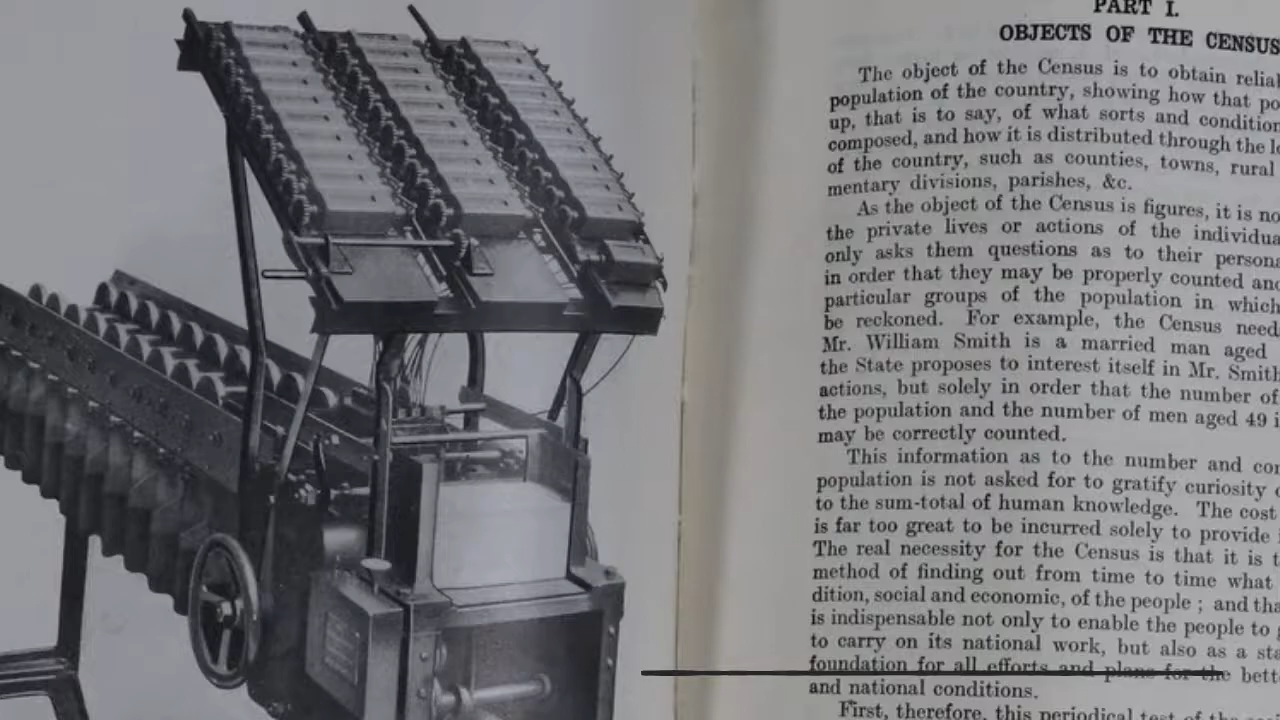 PART I.
OBJECTS OF THE CENSUS
The object of the Census is to obtain relia
population of the country, showing how that po
up, that is to say, of what sorts and condition
composed, and how it is distributed through the l
of the country, such as counties, towns, rural
mentary divisions, parishes, &c.
As the object of the Census is figures, it is no
the private lives or actions of the individua
only asks them questions as to their persona
in order that they may be properly counted and
particular groups of the population in which
be reckoned. For example, the Census need
Mr. William Smith is a married man aged
the State proposes to interest itself in Mr. Smith
actions, but solely in order that the number of
the population and the number of men aged 49 i
may be correctly counted.
This information as to the number and con
population is not asked for to gratify curiosity
to the sum-total of human knowledge. The cost
is far too great to be incurred solely to provide
The real necessity for the Census is that it is t
method of finding out from time to time what
dition, social and economic, of the people ; and tha
is indispensable not only to enable the people to
to carry on its national work, but also as a sta
foundation for all efforts and plans for the bett
and national conditions.
First, therefore, this periodical test of the